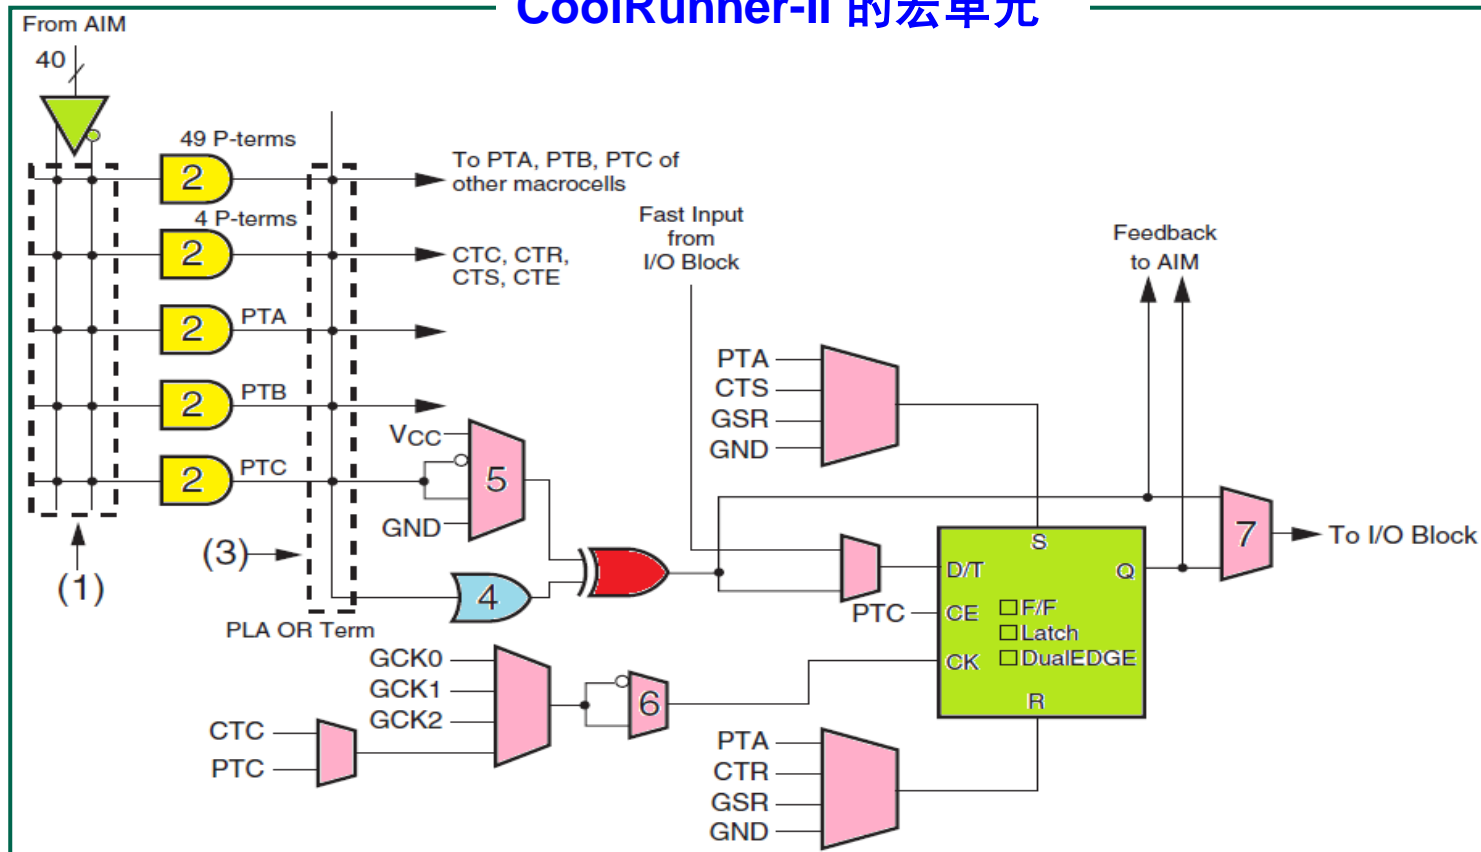 CoolRunner-II 的宏单元
From AIM
40
49 P-terms
2
To PTA, PTB, PTC of
other macrocells
4 P-terms
2
CTC, CTR,
CTS, CTE
2
PTA
2
PTB
2
PTC
(1)
(3)
PLA OR Term
VCC
5
GND
4
Fast Input
from
I/O Block
Feedback
to AIM
PTA
CTS
GSR
GND
S
D/T
Q
PTC
CE
F/F
Latch
DualEDGE
CK
R
7
To I/O Block
GCK0
GCK1
GCK2
CTC
PTC
6
PTA
CTR
GSR
GND